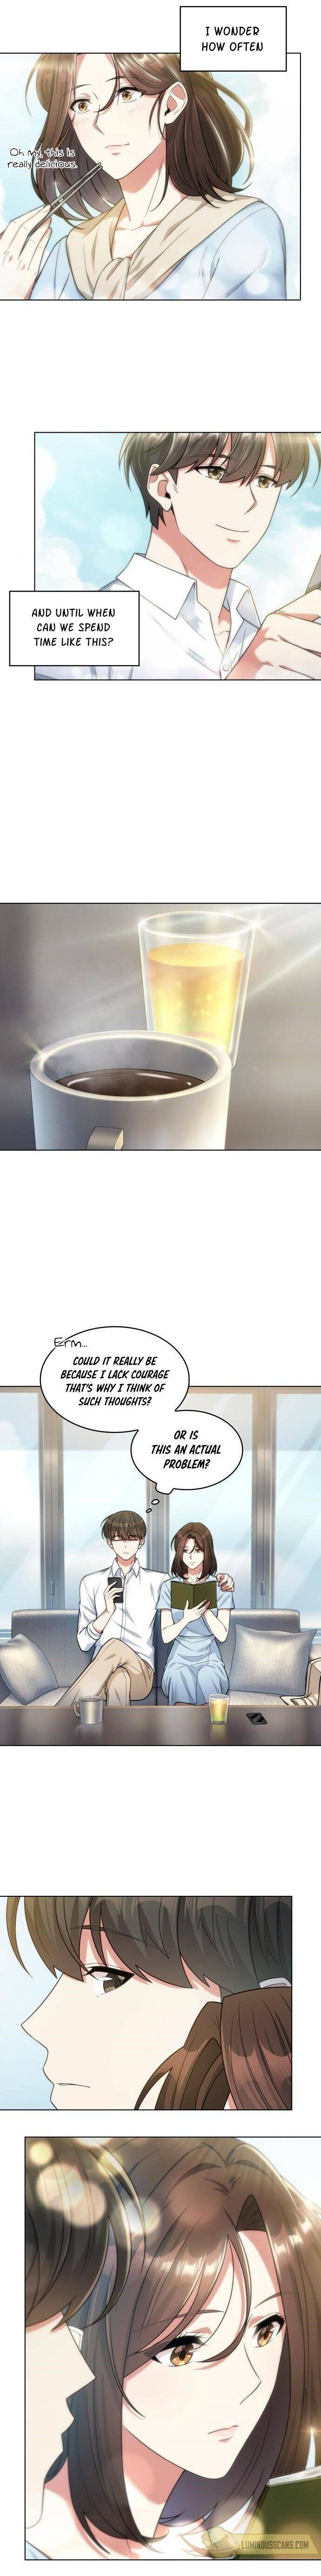 I WONDER
HOW OFTEN
Oh my, this is
really delicious.
AND UNTIL WHEN
CAN WE SPEND
TIME LIKE THIS?
Erm...
COULD IT REALLY BE
BECAUSE I LACK COURAGE
THAT'S WHY I THINK OF
SUCH THOUGHTS?
OR IS
THIS AN ACTUAL
PROBLEM?
LUMINOUSSCANS.COM